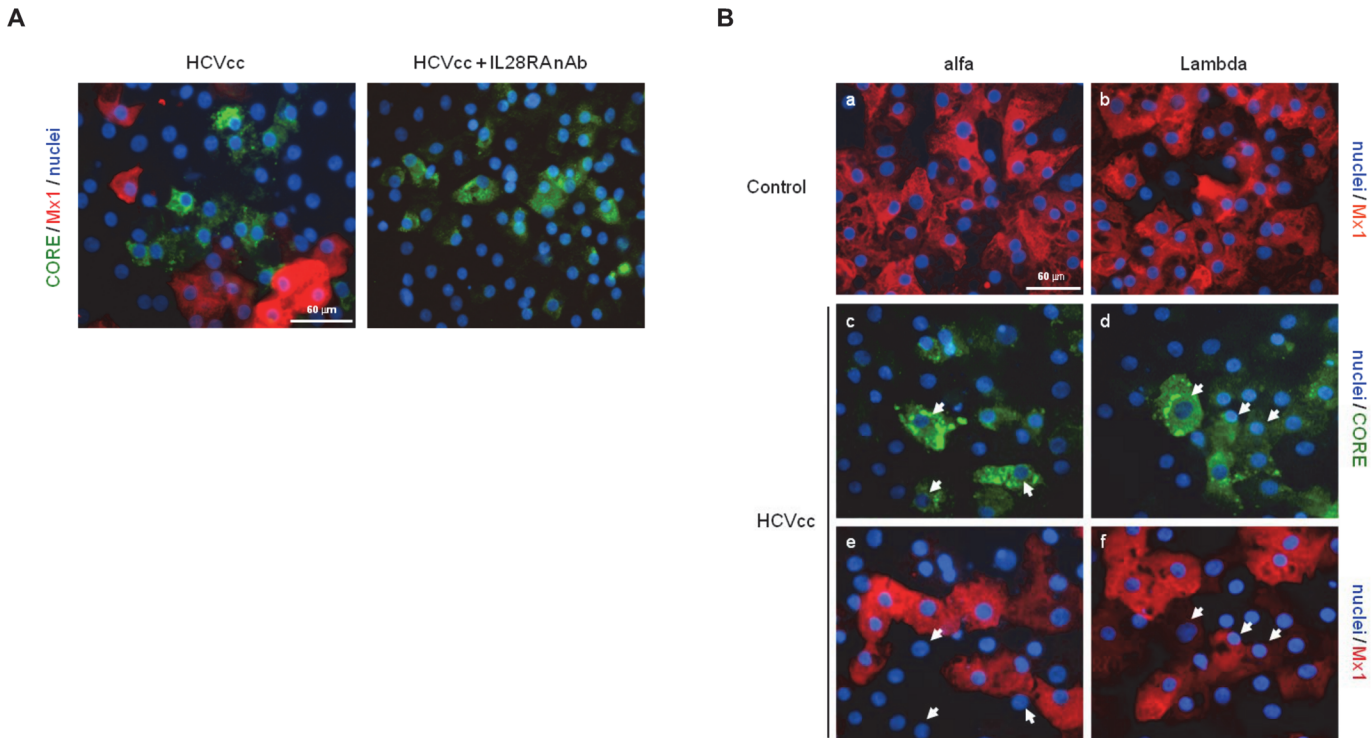 A
B
HCVcc
HCVcc + IL28RAnAb
CORE / Mx1 / nuclei
60 µm
alfa
Lambda
Control
a
b
60 µm
nuclei / Mx1
HCVcc
c
d
nuclei / CORE
e
f
nuclei / Mx1